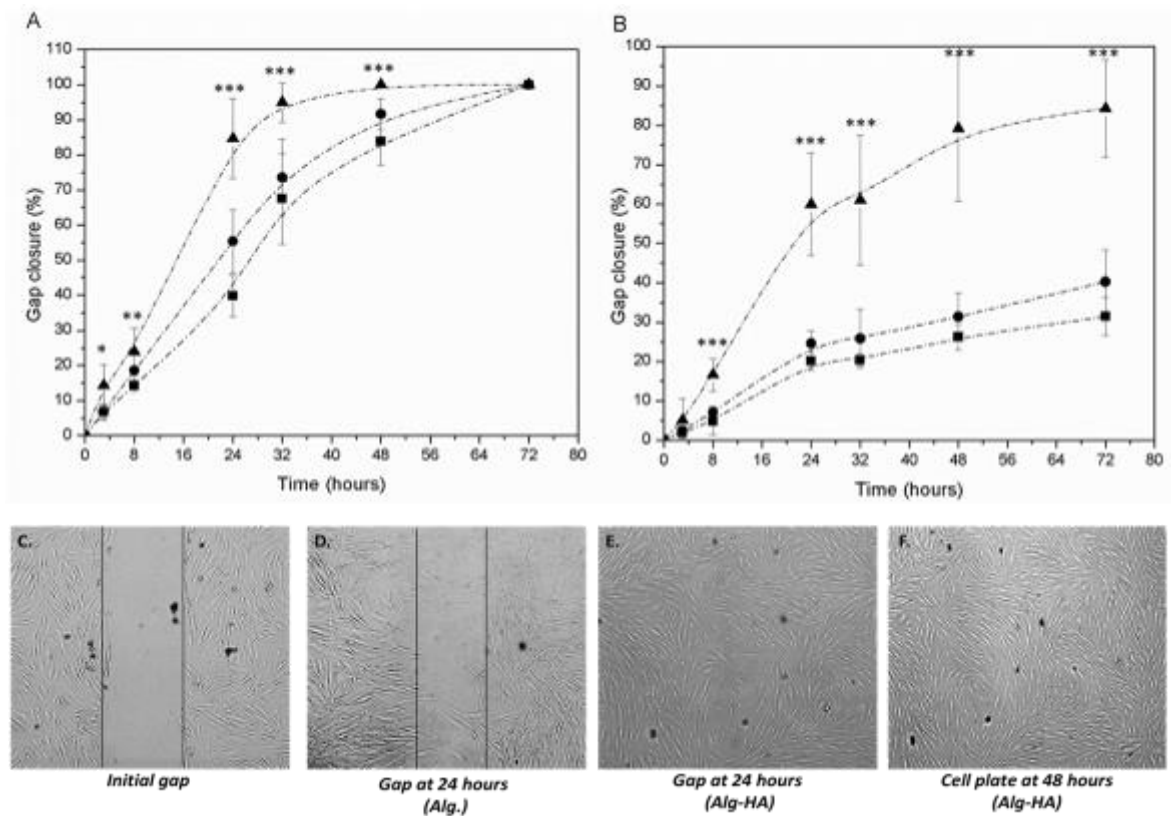 A
110
100
90
80
70
60
50
40
30
20
10
0
Gap closure (%)
*
**
***
***
***
0 8 16 24 32 40 48 56 64 72 80
Time (hours)
B
100
90
80
70
60
50
40
30
20
10
0
Gap closure (%)
***
***
***
***
***
0 8 16 24 32 40 48 56 64 72 80
Time (hours)
C.
Initial gap
D.
Gap at 24 hours
(Alg.)
E.
Gap at 24 hours
(Alg-HA)
F.
Cell plate at 48 hours
(Alg-HA)